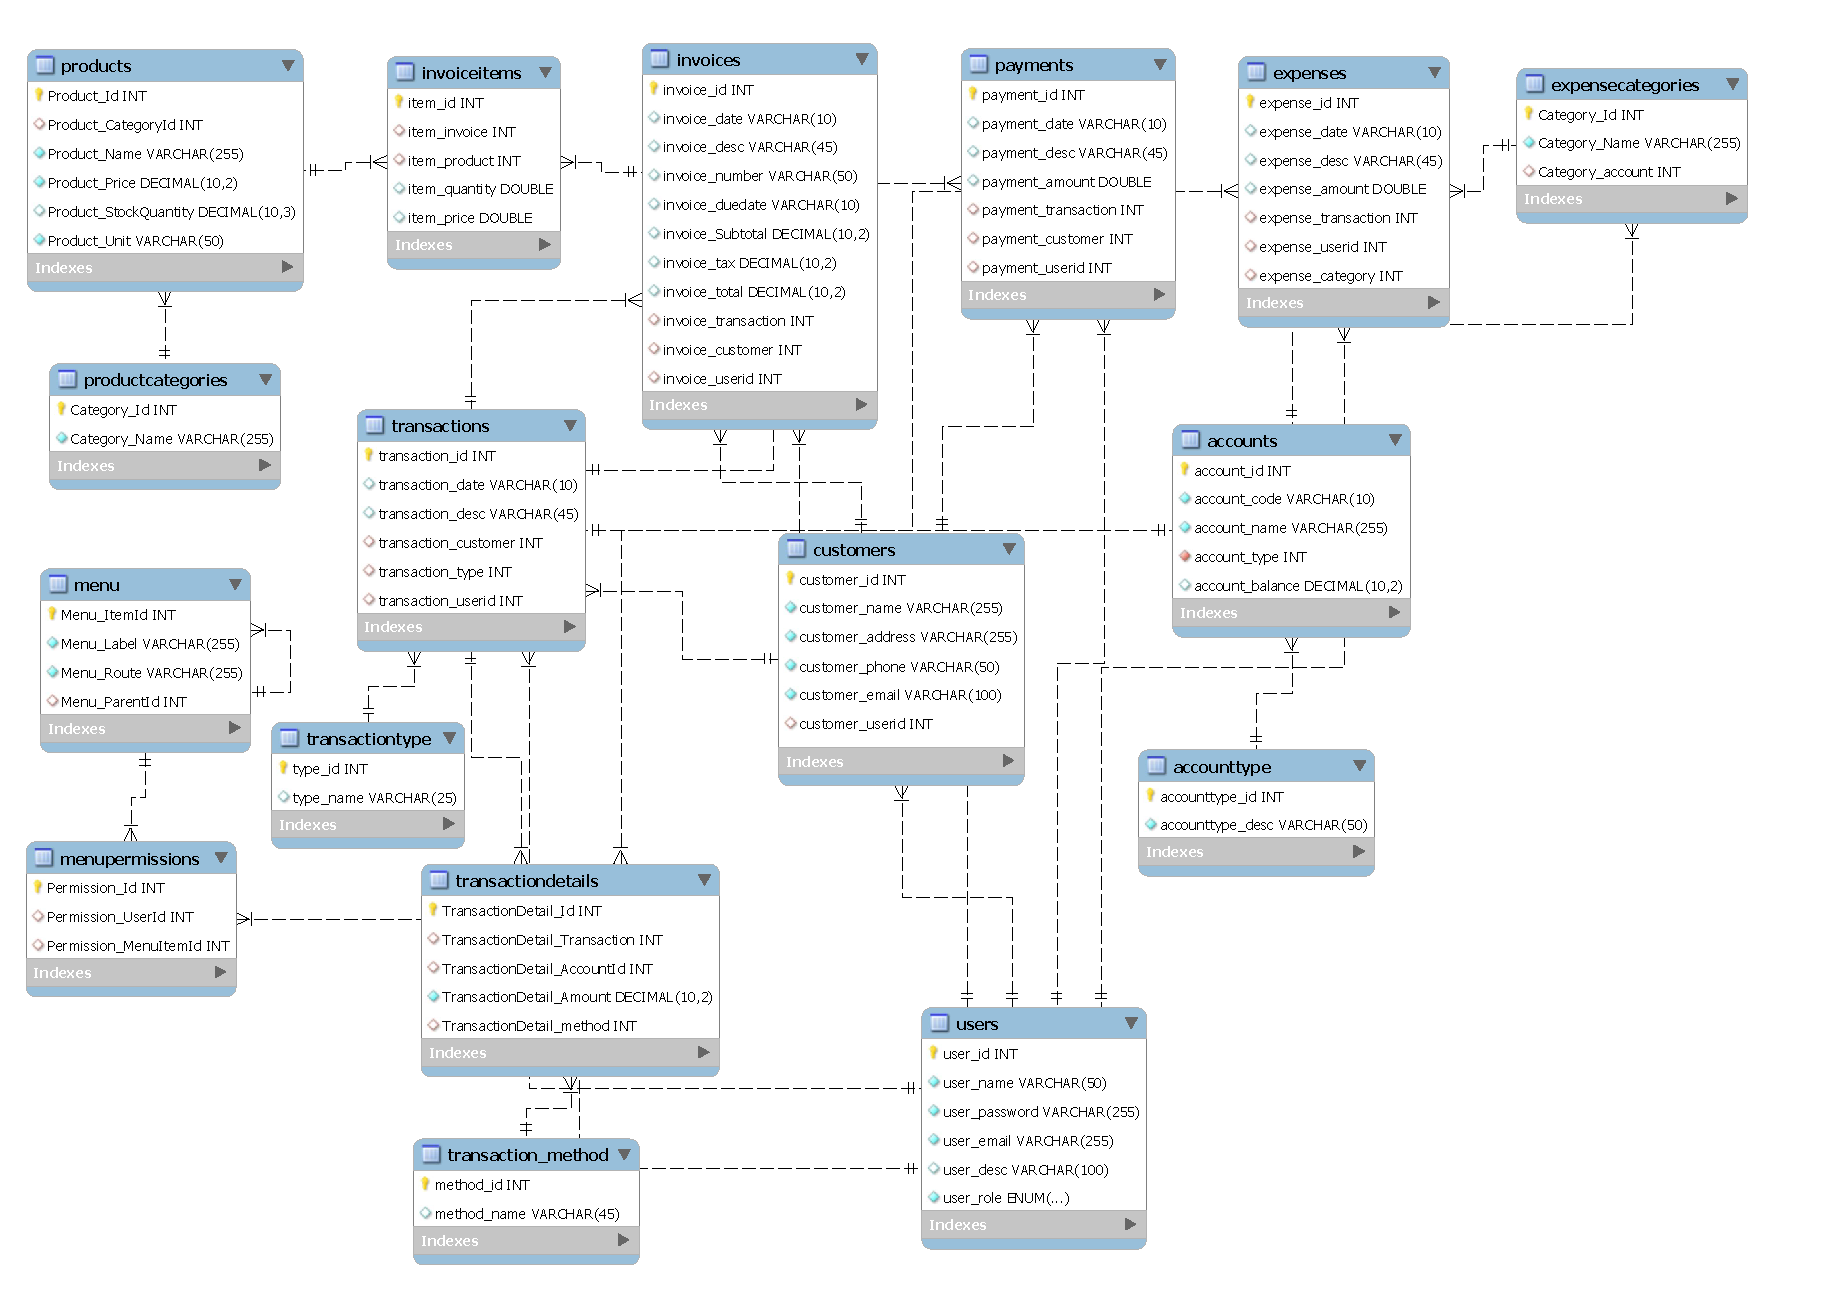 products
Product_Id INT
Product_CategoryId INT
Product_Name VARCHAR(255)
Product_Price DECIMAL(10,2)
Product_StockQuantity DECIMAL(10,3)
Product_Unit VARCHAR(50)
Indexes
invoiceitems
item_id INT
item_invoice INT
item_product INT
item_quantity DOUBLE
item_price DOUBLE
Indexes
invoices
invoice_id INT
invoice_date VARCHAR(10)
invoice_desc VARCHAR(45)
invoice_number VARCHAR(50)
invoice_duedate VARCHAR(10)
invoice_Subtotal DECIMAL(10,2)
invoice_tax DECIMAL(10,2)
invoice_total DECIMAL(10,2)
invoice_transaction INT
invoice_customer INT
invoice_userid INT
Indexes
payments
payment_id INT
payment_date VARCHAR(10)
payment_desc VARCHAR(45)
payment_amount DOUBLE
payment_transaction INT
payment_customer INT
payment_userid INT
Indexes
expenses
expense_id INT
expense_date VARCHAR(10)
expense_desc VARCHAR(45)
expense_amount DOUBLE
expense_transaction INT
expense_userid INT
expense_category INT
Indexes
expensecategories
Category_Id INT
Category_Name VARCHAR(255)
Category_account INT
Indexes
productcategories
Category_Id INT
Category_Name VARCHAR(255)
Indexes
transactions
transaction_id INT
transaction_date VARCHAR(10)
transaction_desc VARCHAR(45)
transaction_customer INT
transaction_type INT
transaction_userid INT
Indexes
customers
customer_id INT
customer_name VARCHAR(255)
customer_address VARCHAR(255)
customer_phone VARCHAR(50)
customer_email VARCHAR(100)
customer_userid INT
Indexes
accounts
account_id INT
account_code VARCHAR(10)
account_name VARCHAR(255)
account_type INT
account_balance DECIMAL(10,2)
Indexes
menu
Menu_ItemId INT
Menu_Label VARCHAR(255)
Menu_Route VARCHAR(255)
Menu_ParentId INT
Indexes
transactiontype
type_id INT
type_name VARCHAR(25)
Indexes
accounttype
accounttype_id INT
accounttype_desc VARCHAR(50)
Indexes
menupermissions
Permission_Id INT
Permission_UserId INT
Permission_MenuItemId INT
Indexes
transactiondetails
TransactionDetail_Id INT
TransactionDetail_Transaction INT
TransactionDetail_AccountId INT
TransactionDetail_Amount DECIMAL(10,2)
TransactionDetail_method INT
Indexes
users
user_id INT
user_name VARCHAR(50)
user_password VARCHAR(255)
user_email VARCHAR(255)
user_desc VARCHAR(100)
user_role ENUM(...)
Indexes
transaction_method
method_id INT
method_name VARCHAR(45)
Indexes